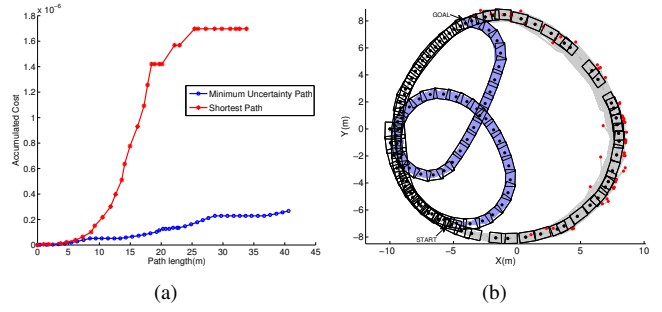 x 10⁻⁶
1.8
1.6
1.4
1.2
1
0.8
0.6
0.4
0.2
0
0 5 10 15 20 25 30 35 40 45
Accumulated Cost
Path length(m)
Minimum Uncertainty Path
Shortest Path
(a)
8
6
4
2
0
−2
−4
−6
−8
−10 −5 0 5 10
Y(m)
X(m)
GOAL
START
(b)